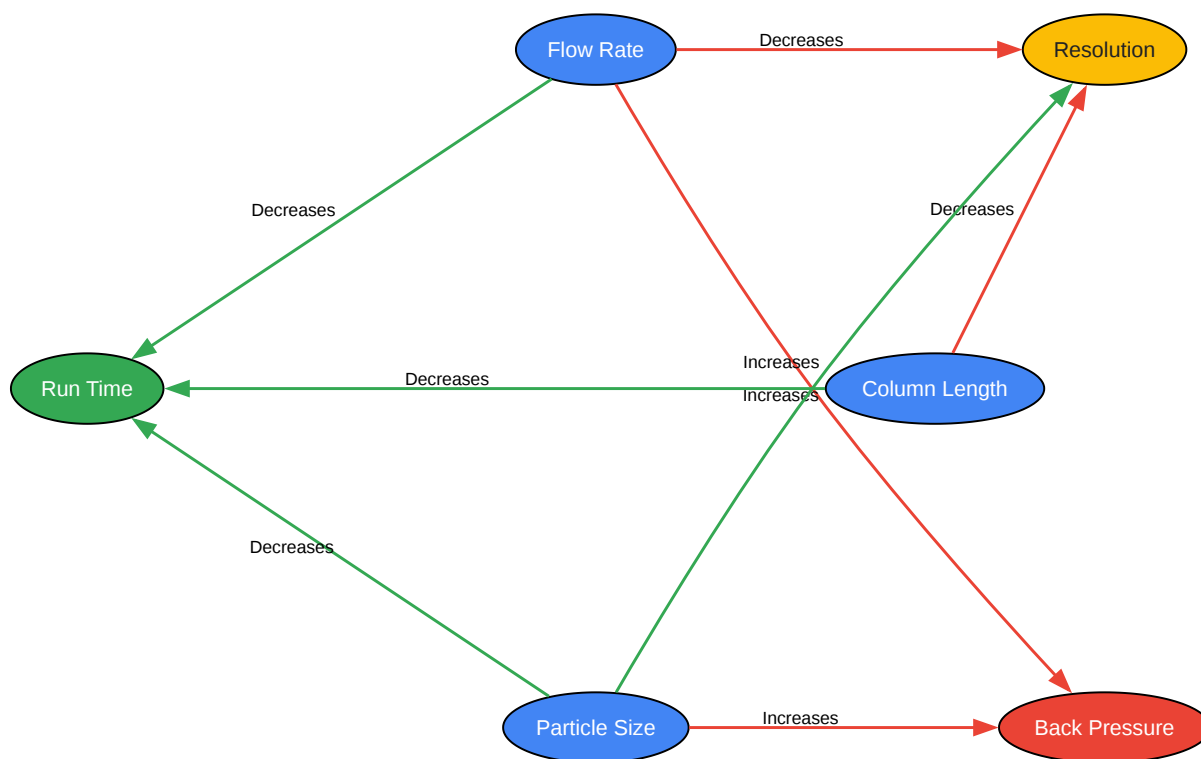 Flow Rate
Decreases
Resolution
Decreases
Decreases
Increases
Run Time
Decreases
Increases
Column Length
Decreases
Particle Size
Increases
Back Pressure